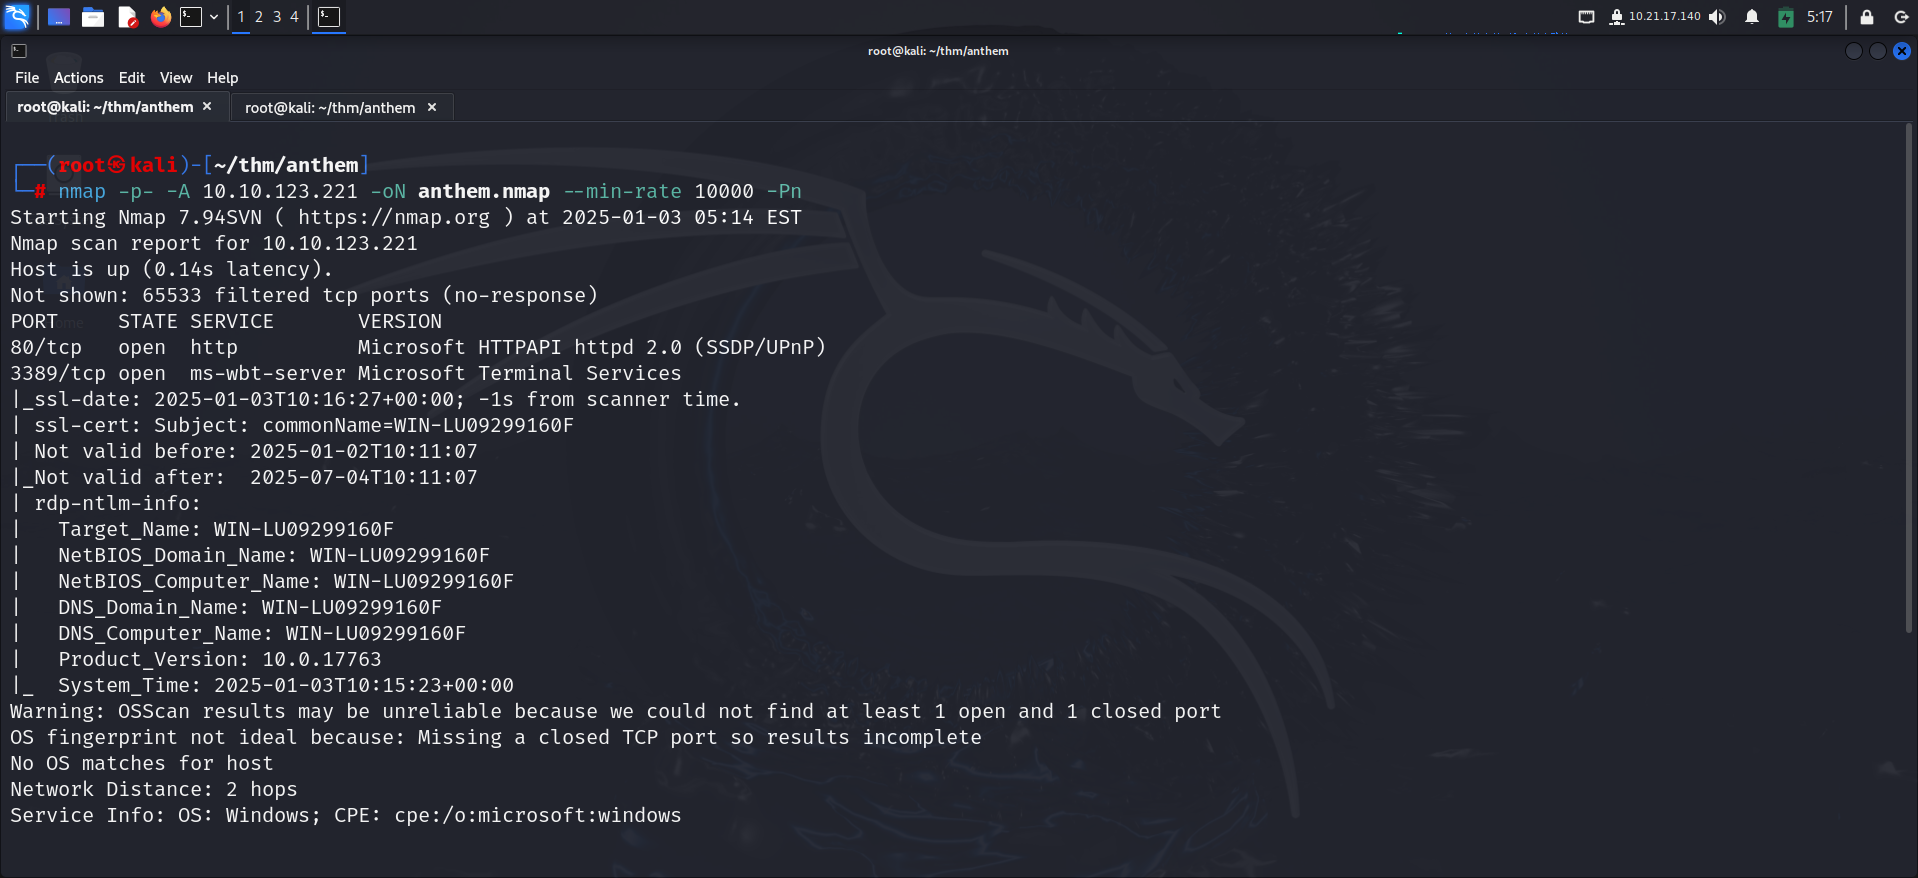 1 2 3 4
10.21.17.140
5:17
root@kali: ~/thm/anthem
File Actions Edit View Help
root@kali: ~/thm/anthem × root@kali: ~/thm/anthem ×
┌──(root㉿kali)-[~/thm/anthem]
└─# nmap -p- -A 10.10.123.221 -oN anthem.nmap --min-rate 10000 -Pn
Starting Nmap 7.94SVN ( https://nmap.org ) at 2025-01-03 05:14 EST
Nmap scan report for 10.10.123.221
Host is up (0.14s latency).
Not shown: 65533 filtered tcp ports (no-response)
PORT     STATE SERVICE       VERSION
80/tcp   open  http          Microsoft HTTPAPI httpd 2.0 (SSDP/UPnP)
3389/tcp open  ms-wbt-server Microsoft Terminal Services
|_ssl-date: 2025-01-03T10:16:27+00:00; -1s from scanner time.
| ssl-cert: Subject: commonName=WIN-LU09299160F
| Not valid before: 2025-01-02T10:11:07
|_Not valid after:  2025-07-04T10:11:07
| rdp-ntlm-info:
|   Target_Name: WIN-LU09299160F
|   NetBIOS_Domain_Name: WIN-LU09299160F
|   NetBIOS_Computer_Name: WIN-LU09299160F
|   DNS_Domain_Name: WIN-LU09299160F
|   DNS_Computer_Name: WIN-LU09299160F
|   Product_Version: 10.0.17763
|_  System_Time: 2025-01-03T10:15:23+00:00
Warning: OSScan results may be unreliable because we could not find at least 1 open and 1 closed port
OS fingerprint not ideal because: Missing a closed TCP port so results incomplete
No OS matches for host
Network Distance: 2 hops
Service Info: OS: Windows; CPE: cpe:/o:microsoft:windows